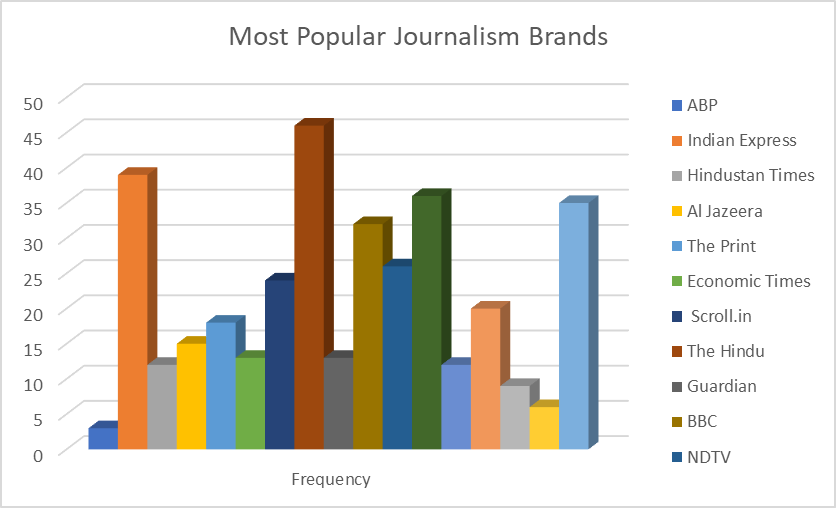 Most Popular Journalism Brands
50
45
40
35
30
25
20
15
10
5
0
Frequency
ABP
Indian Express
Hindustan Times
Al Jazeera
The Print
Economic Times
Scroll.in
The Hindu
Guardian
BBC
NDTV